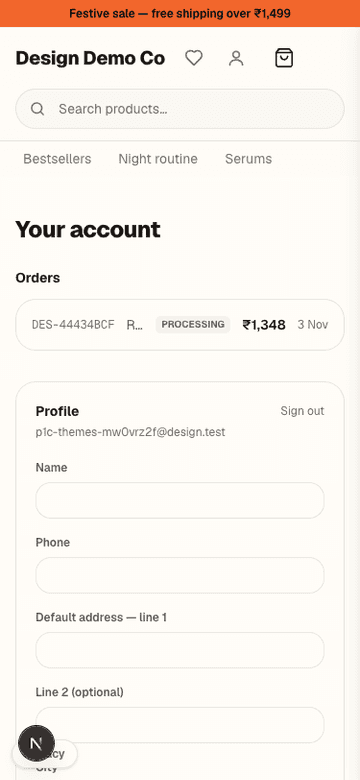 Festive sale — free shipping over ₹1,499
Design Demo Co
Search products...
Bestsellers Night routine Serums
Your account
Orders
DES-44434BCF R... PROCESSING ₹1,348 3 Nov
Profile Sign out
p1c-themes-mw0vrz2f@design.test
Name
Phone
Default address — line 1
Line 2 (optional)
N
City